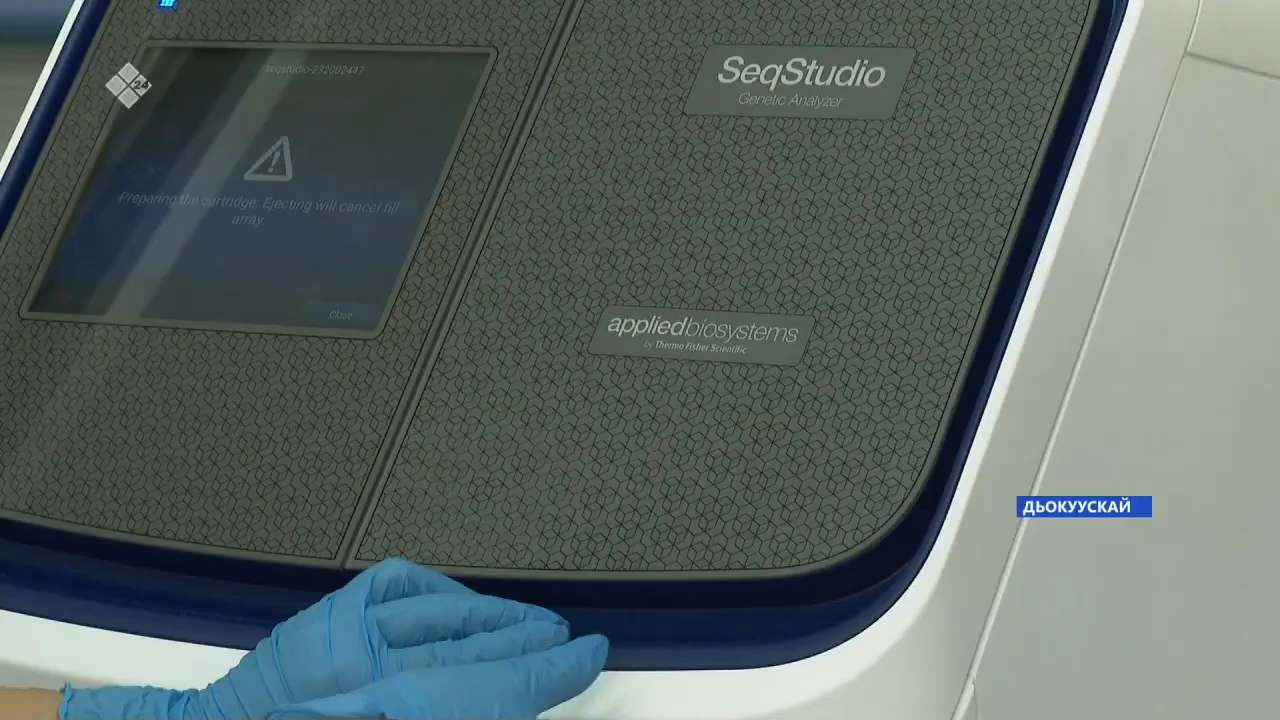 seqstudio-232002447
24
Preparing the cartridge. Ejecting will cancel fill
array.
Close
SeqStudio
Genetic Analyzer
appliedbiosystems
by Thermo Fisher Scientific
ДЬОКУУСКАЙ